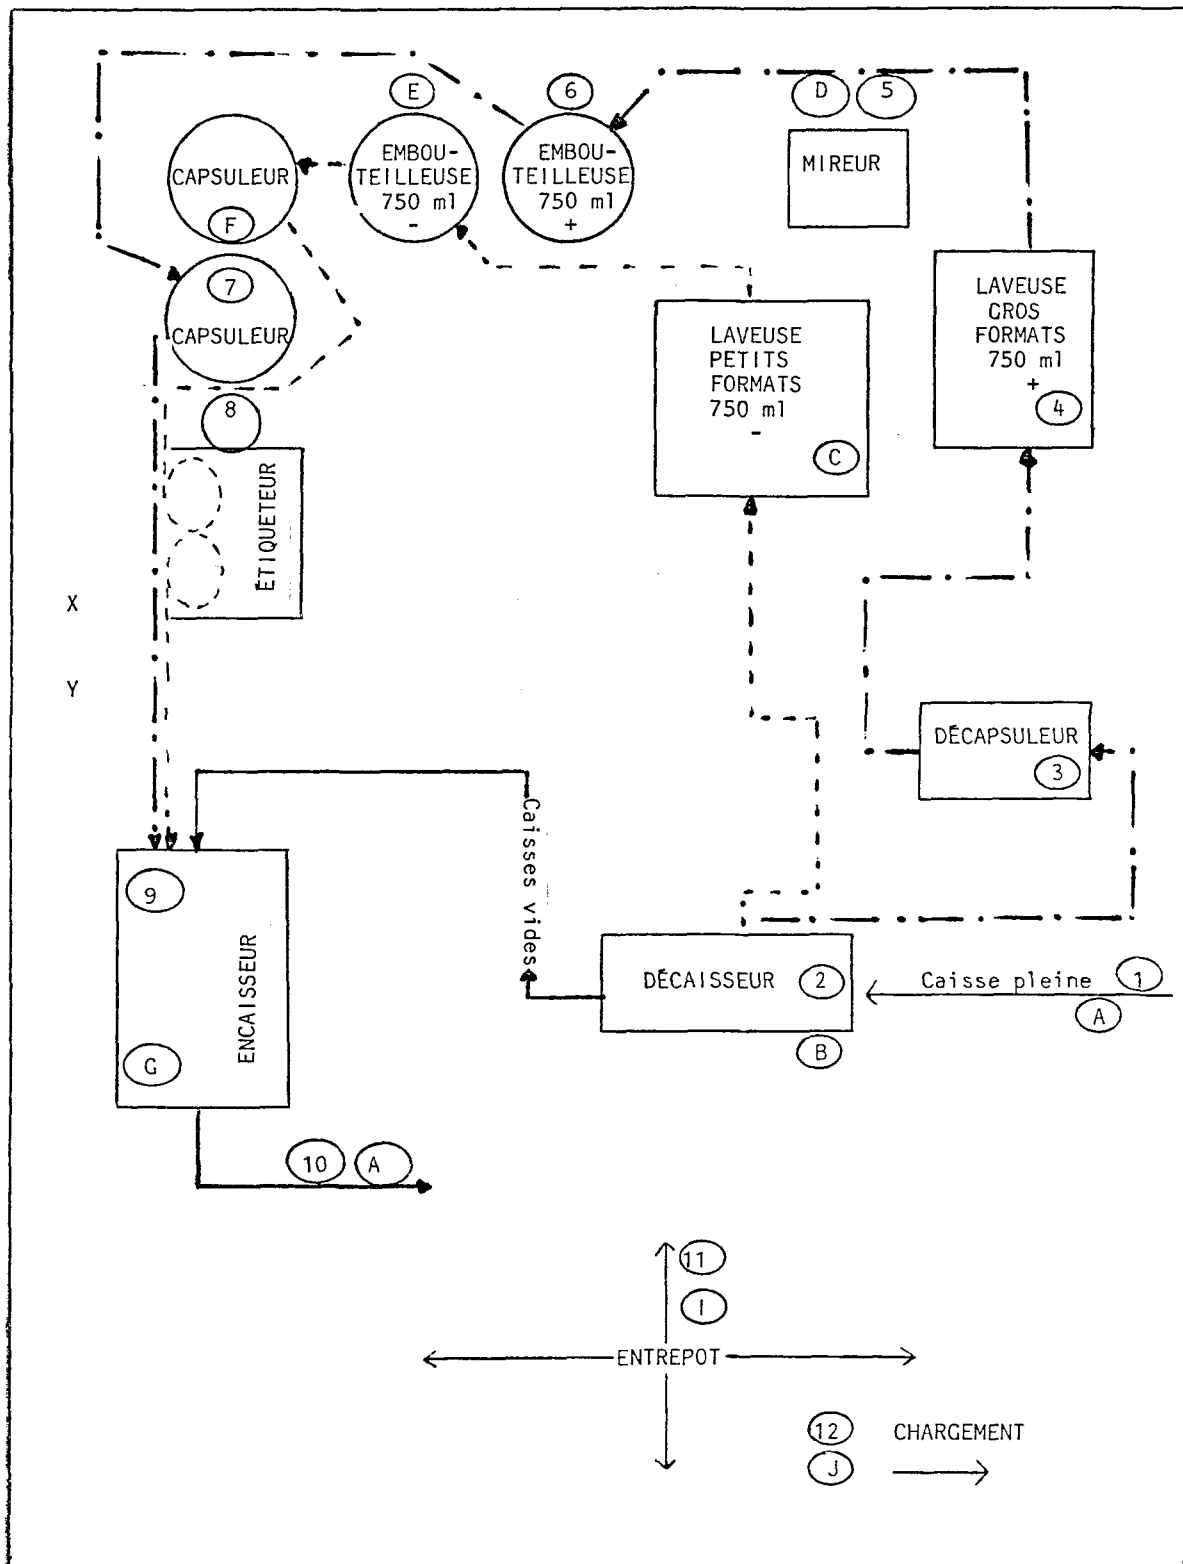 E
6
D
5
EMBOU-
TEILLEUSE
750 ml
-
EMBOU-
TEILLEUSE
750 ml
+
MIREUR
CAPSULEUR
F
7
CAPSULEUR
8
ÉTIQUETEUR
LAVEUSE
PETITS
FORMATS
750 ml
-
C
LAVEUSE
GROS
FORMATS
750 ml
+
4
X
Y
DÉCAPSULEUR
3
Caisses vides
9
ENCAISSEUR
G
DÉCAISSEUR
2
B
Caisse pleine
1
A
10
A
11
I
ENTREPOT
12
CHARGEMENT
J